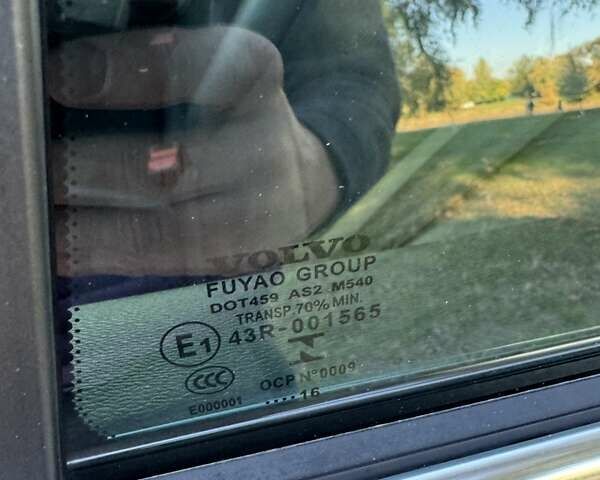 VOLVO
FUYAO GROUP
DOT459 AS2 M540
TRANSP.70% MIN.
E1 43R-001565
CCC OCP N°0009
E000001 ....16